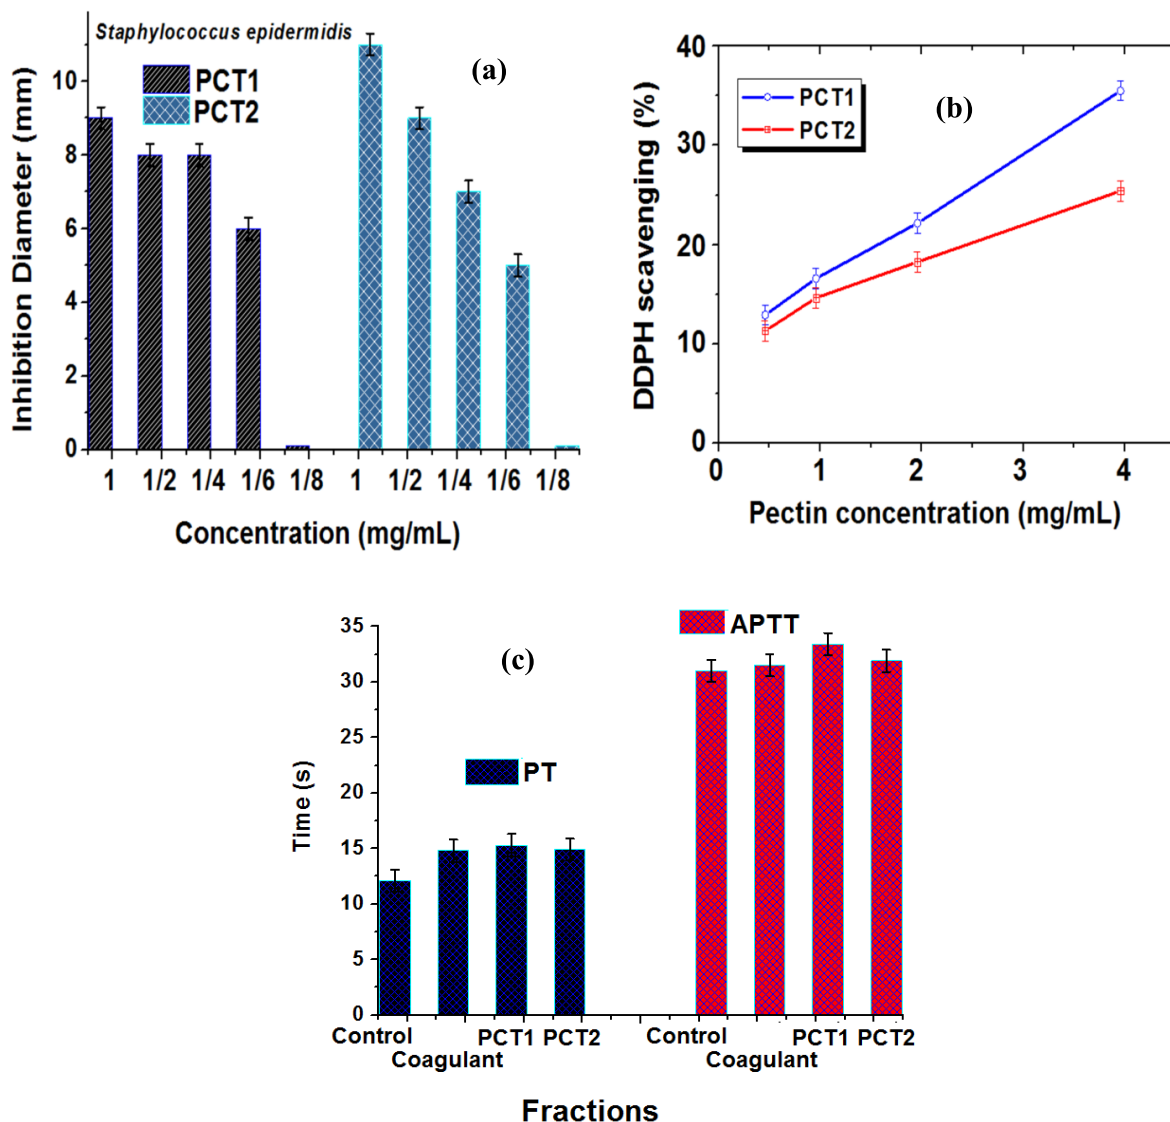 Staphylococcus epidermidis
(a)
PCT1
PCT2
Inhibition Diameter (mm)
10
8
6
4
2
0
1 1/2 1/4 1/6 1/8 1 1/2 1/4 1/6 1/8
Concentration (mg/mL)
(b)
PCT1
PCT2
DDPH scavenging (%)
40
30
20
10
0
0 1 2 3 4
Pectin concentration (mg/mL)
(c)
APTT
PT
Time (s)
35
30
25
20
15
10
5
0
Control PCT1 PCT2 Control PCT1 PCT2
Coagulant Coagulant
Fractions